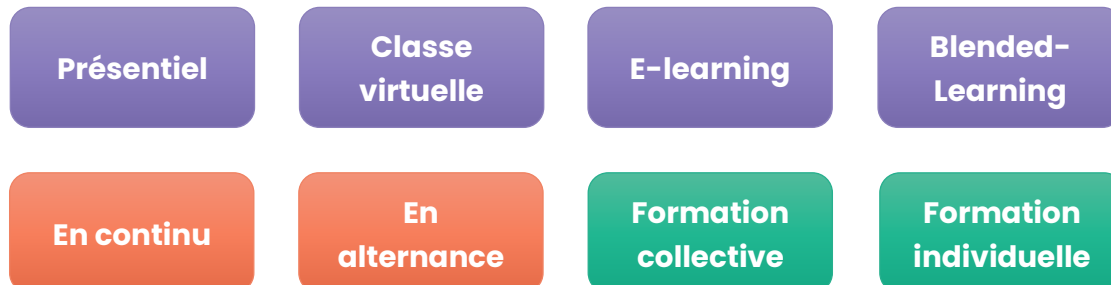 Présentiel
Classe
virtuelle
E-learning
Blended-
Learning
En continu
En
alternance
Formation
collective
Formation
individuelle